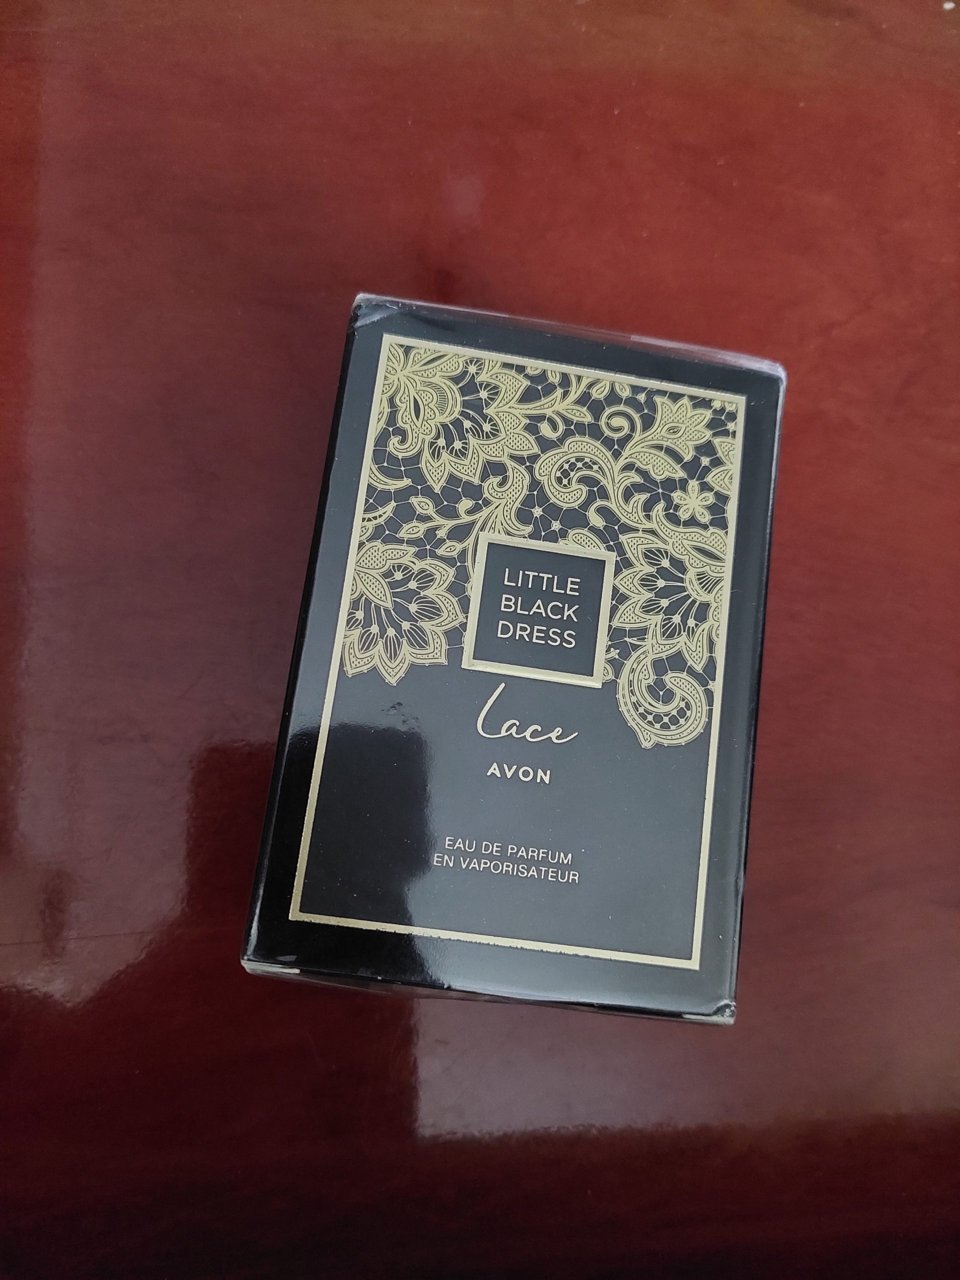 LITTLE
BLACK
DRESS
Lace
AVON
EAU DE PARFUM
EN VAPORISATEUR